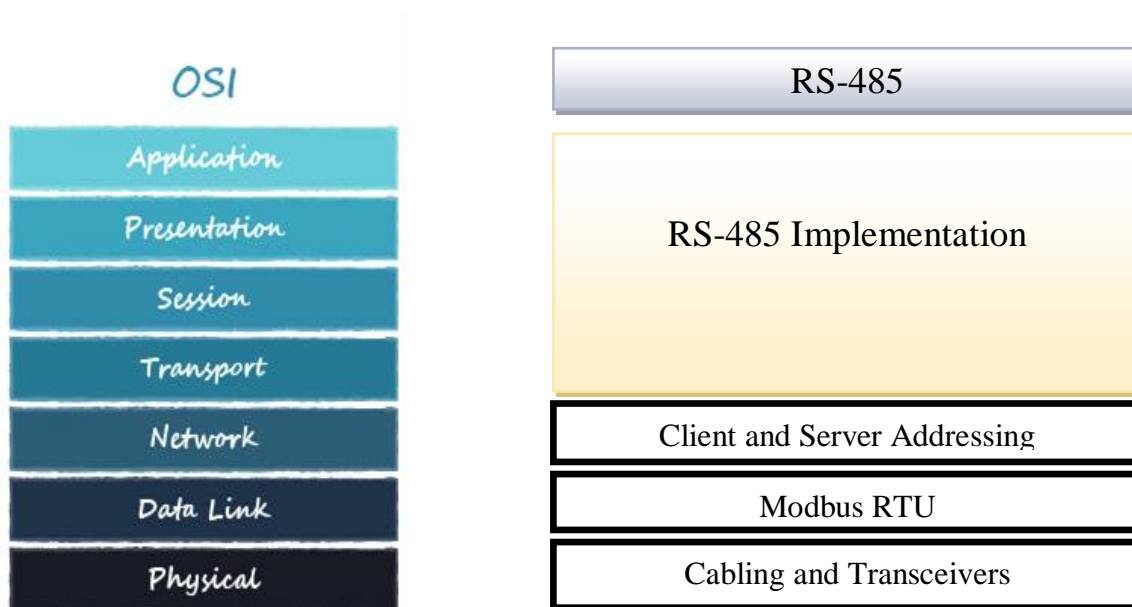 OSI
Application
Presentation
Session
Transport
Network
Data Link
Physical
RS-485
RS-485 Implementation
Client and Server Addressing
Modbus RTU
Cabling and Transceivers